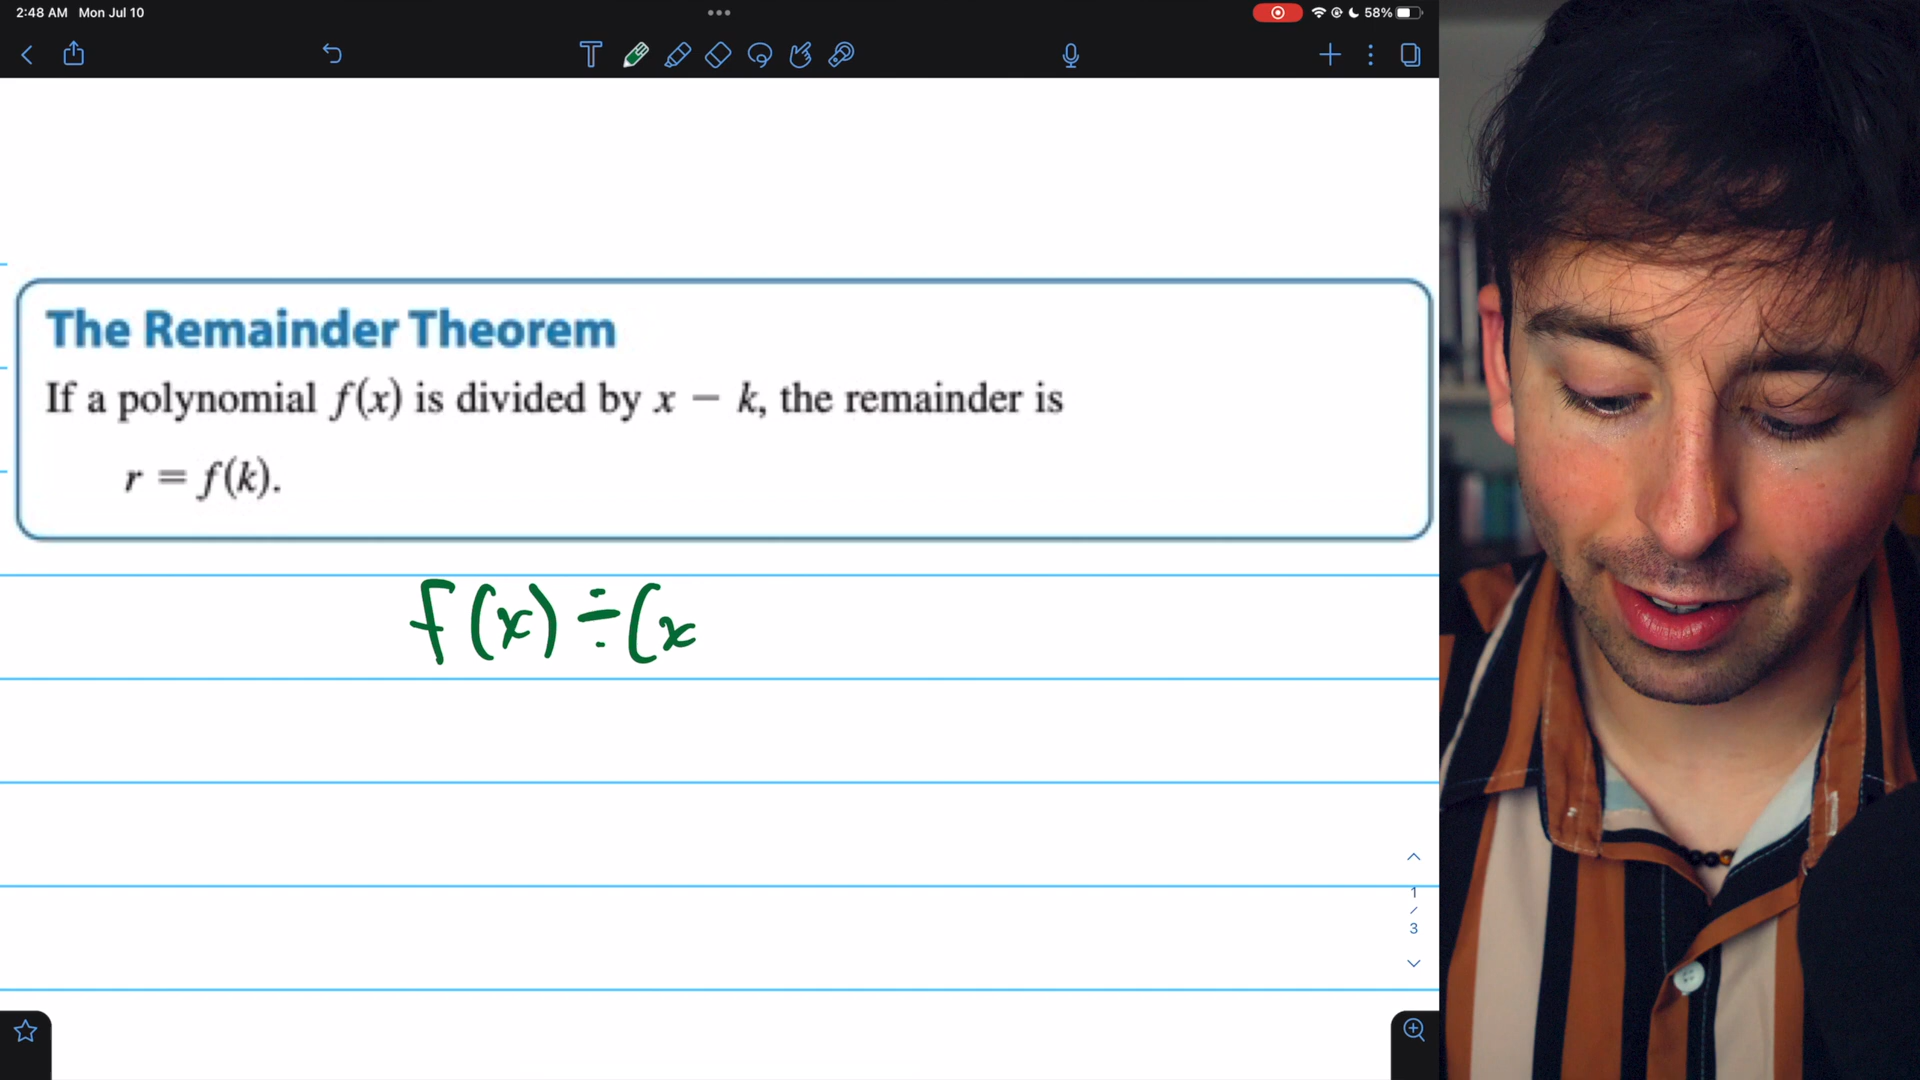 2:48 AM Mon Jul 10
58%
The Remainder Theorem
If a polynomial f(x) is divided by x − k, the remainder is
r = f(k).
f(x) ÷ (x
1
/
3